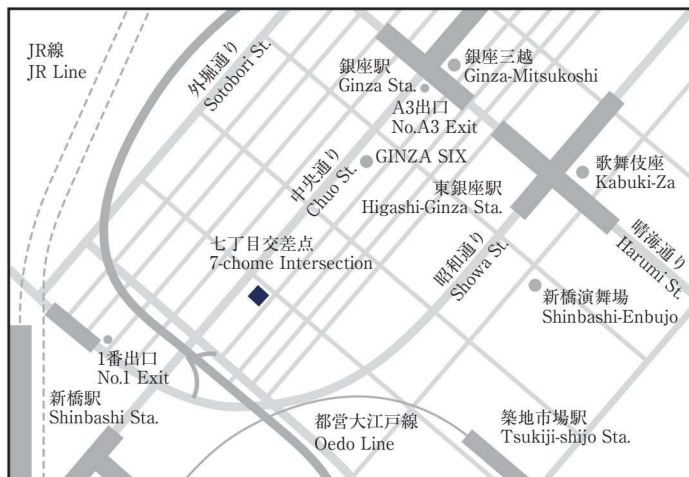 JR線
JR Line
外堀通り
Sotobori St.
銀座駅
Ginza Sta.
銀座三越
Ginza-Mitsukoshi
A3出口
No.A3 Exit
中央通り
Chuo St.
GINZA SIX
歌舞伎座
Kabuki-Za
東銀座駅
Higashi-Ginza Sta.
晴海通り
Harumi St.
七丁目交差点
7-chome Intersection
昭和通り
Showa St.
新橋演舞場
Shinbashi-Enbujo
1番出口
No.1 Exit
新橋駅
Shinbashi Sta.
都営大江戸線
Oedo Line
築地市場駅
Tsukiji-shijo Sta.